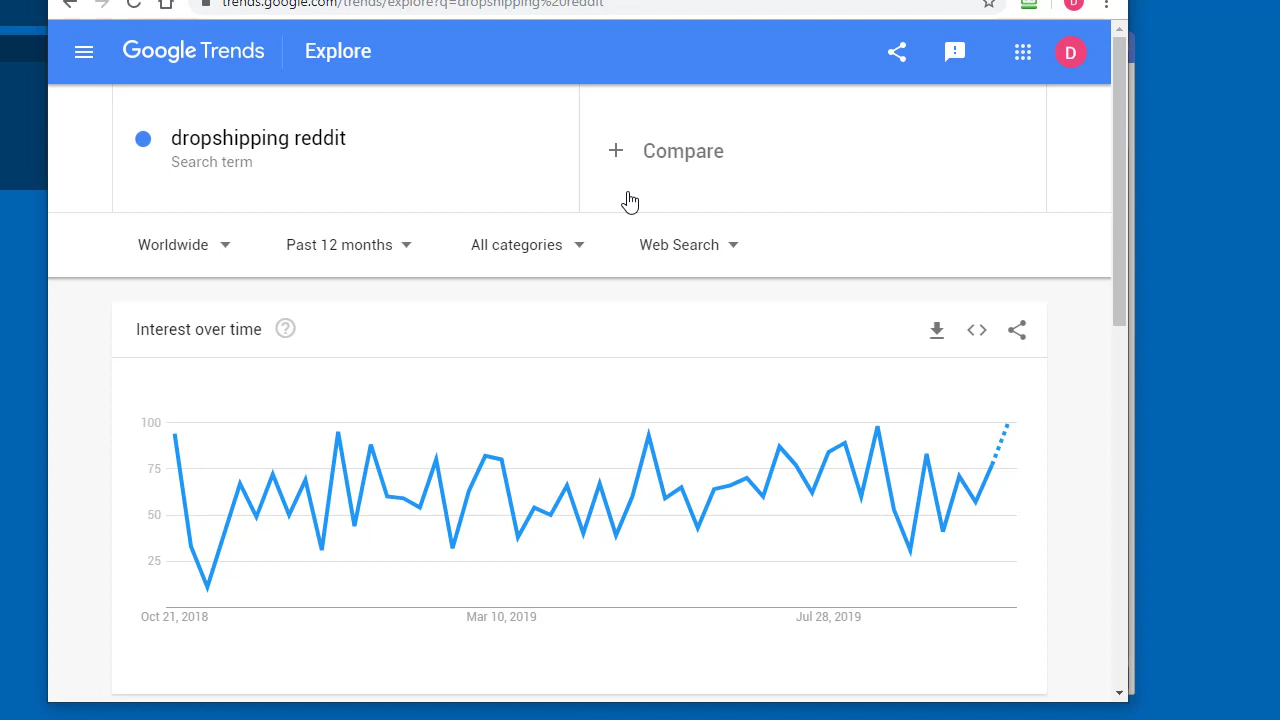 trends.google.com/trends/explore?q=dropshipping%20reddit
D
Google Trends Explore
D
dropshipping reddit
Search term
+ Compare
Worldwide Past 12 months All categories Web Search
Interest over time ?
100
75
50
25
Oct 21, 2018 Mar 10, 2019 Jul 28, 2019